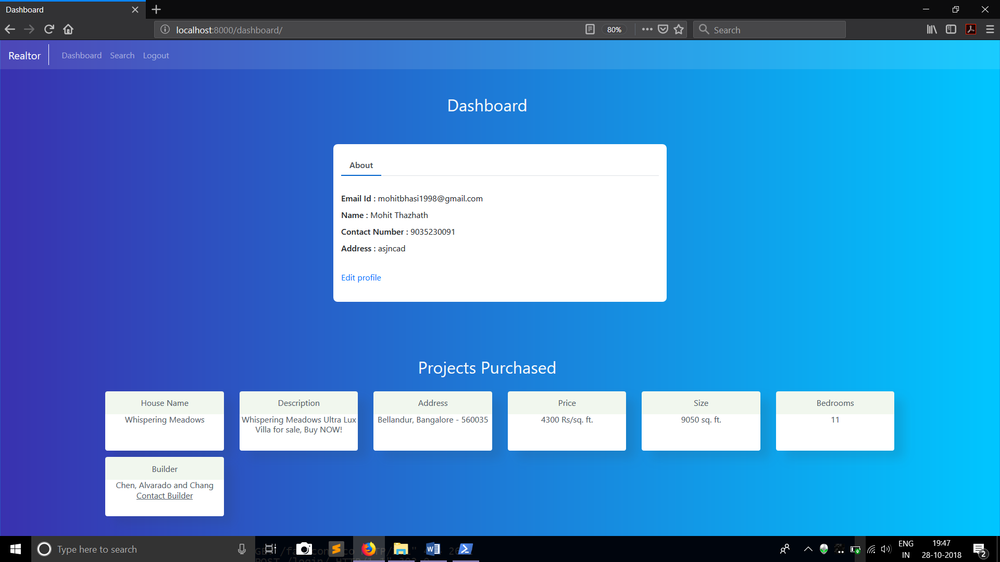 Dashboard
localhost:8000/dashboard/
80%
Search
Realtor
Dashboard Search Logout
Dashboard
About
Email Id : mohitbhasi1998@gmail.com
Name : Mohit Thazhath
Contact Number : 9035230091
Address : asjncad
Edit profile
Projects Purchased
House Name
Whispering Meadows
Description
Whispering Meadows Ultra Lux
Villa for sale, Buy NOW!
Address
Bellandur, Bangalore - 560035
Price
4300 Rs/sq. ft.
Size
9050 sq. ft.
Bedrooms
11
Builder
Chen, Alvarado and Chang
Contact Builder
Type here to search
ENG
IN
19:47
28-10-2018
2